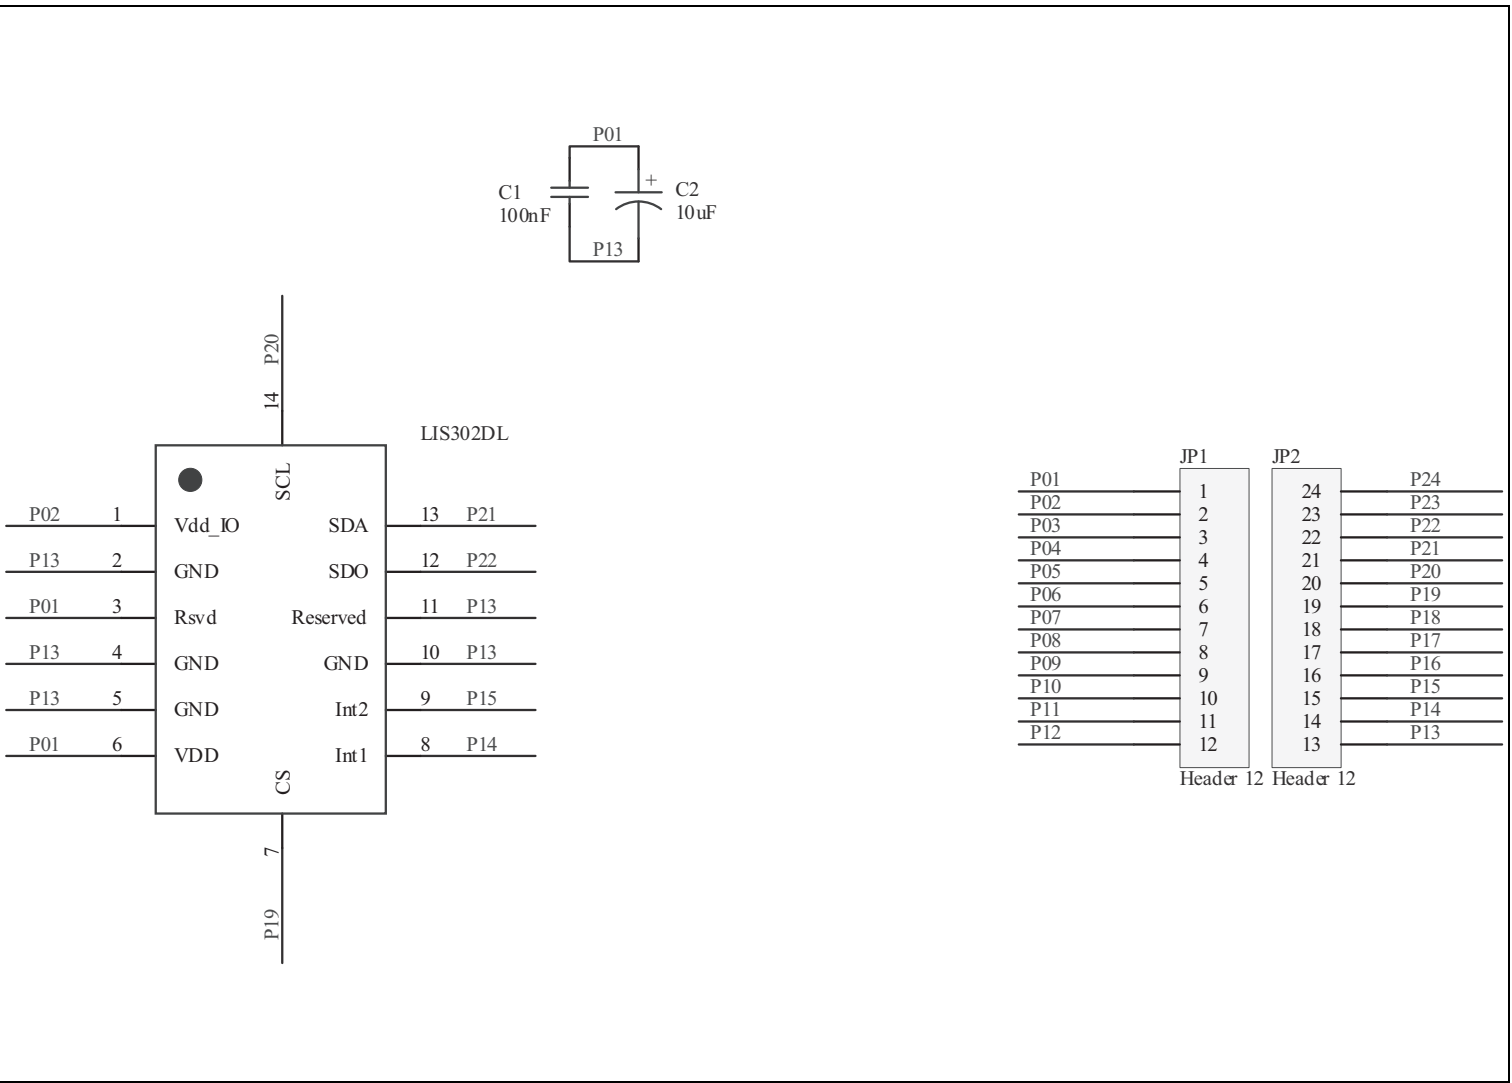 P01
C1
100nF
+
C2
10uF
P13
P20
14
LIS302DL
SCL
P02 1 Vdd_IO SDA 13 P21
P13 2 GND SDO 12 P22
P01 3 Rsvd Reserved 11 P13
P13 4 GND GND 10 P13
P13 5 GND Int2 9 P15
P01 6 VDD Int1 8 P14
CS
7
P19
JP1 JP2
P01 1 24 P24
P02 2 23 P23
P03 3 22 P22
P04 4 21 P21
P05 5 20 P20
P06 6 19 P19
P07 7 18 P18
P08 8 17 P17
P09 9 16 P16
P10 10 15 P15
P11 11 14 P14
P12 12 13 P13
Header 12 Header 12